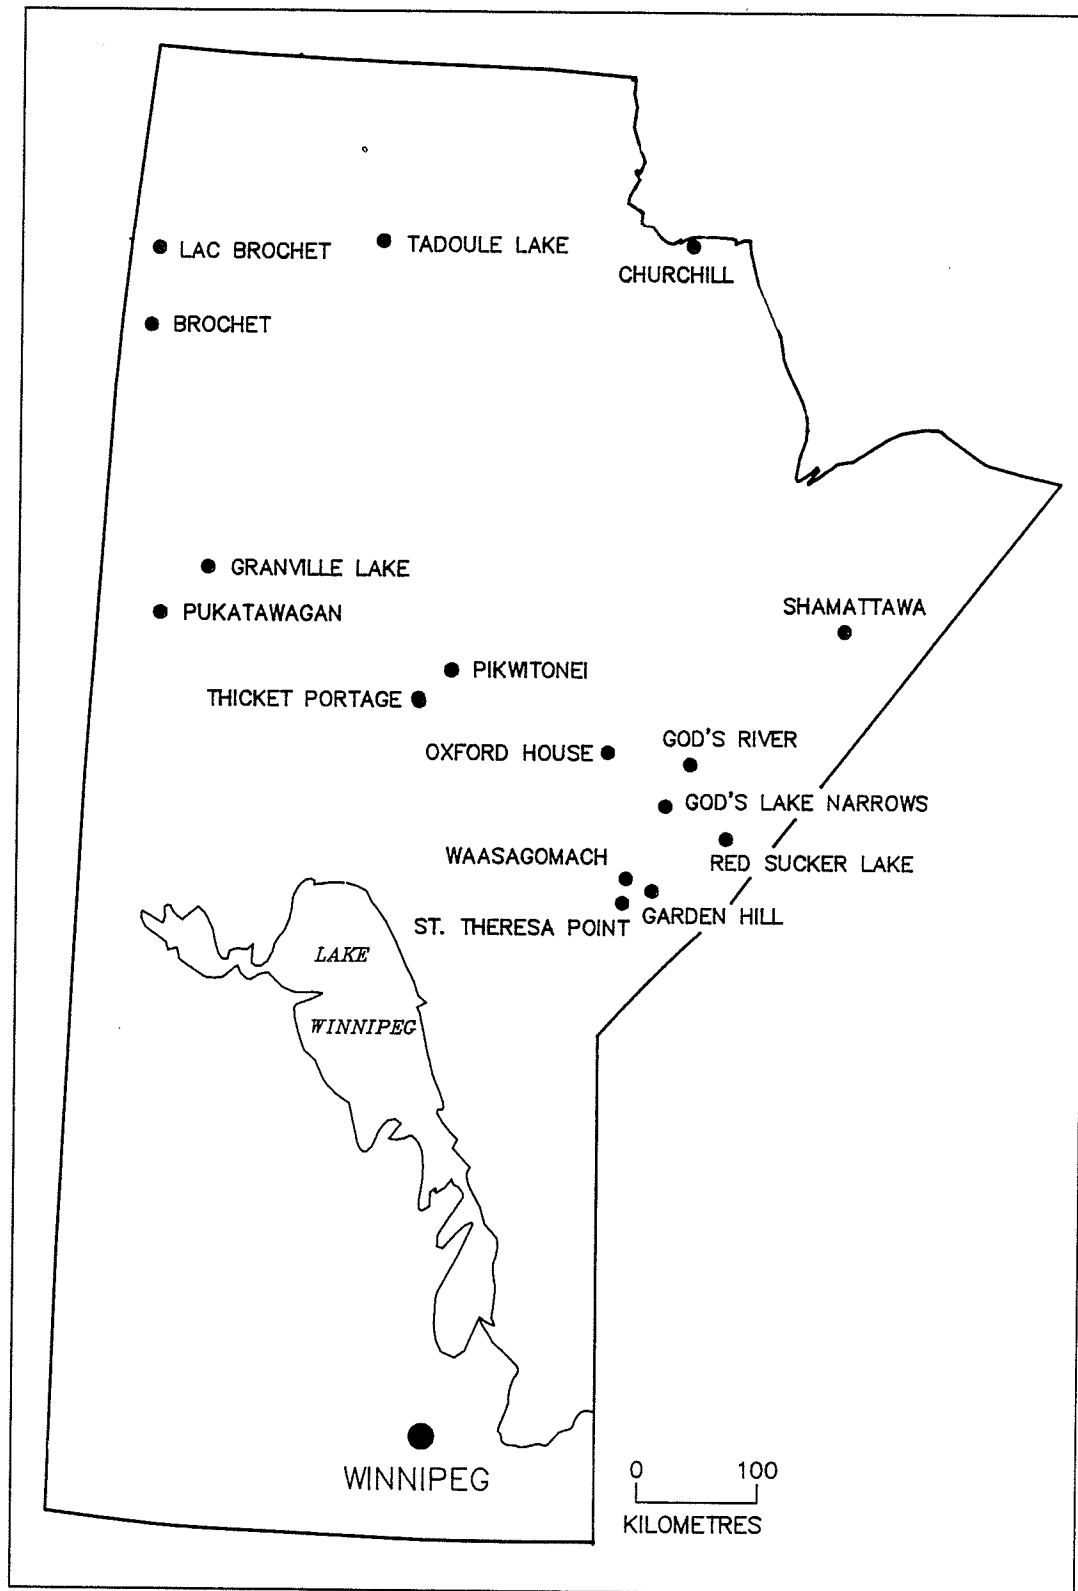 LAC BROCHET
TADOULE LAKE
CHURCHILL
BROCHET
GRANVILLE LAKE
PUKATAWAGAN
SHAMATTAWA
PIKWITONEI
THICKET PORTAGE
OXFORD HOUSE
GOD'S RIVER
GOD'S LAKE NARROWS
WAASAGOMACH
RED SUCKER LAKE
GARDEN HILL
ST. THERESA POINT
LAKE
WINNIPEG
WINNIPEG
0 100
KILOMETRES